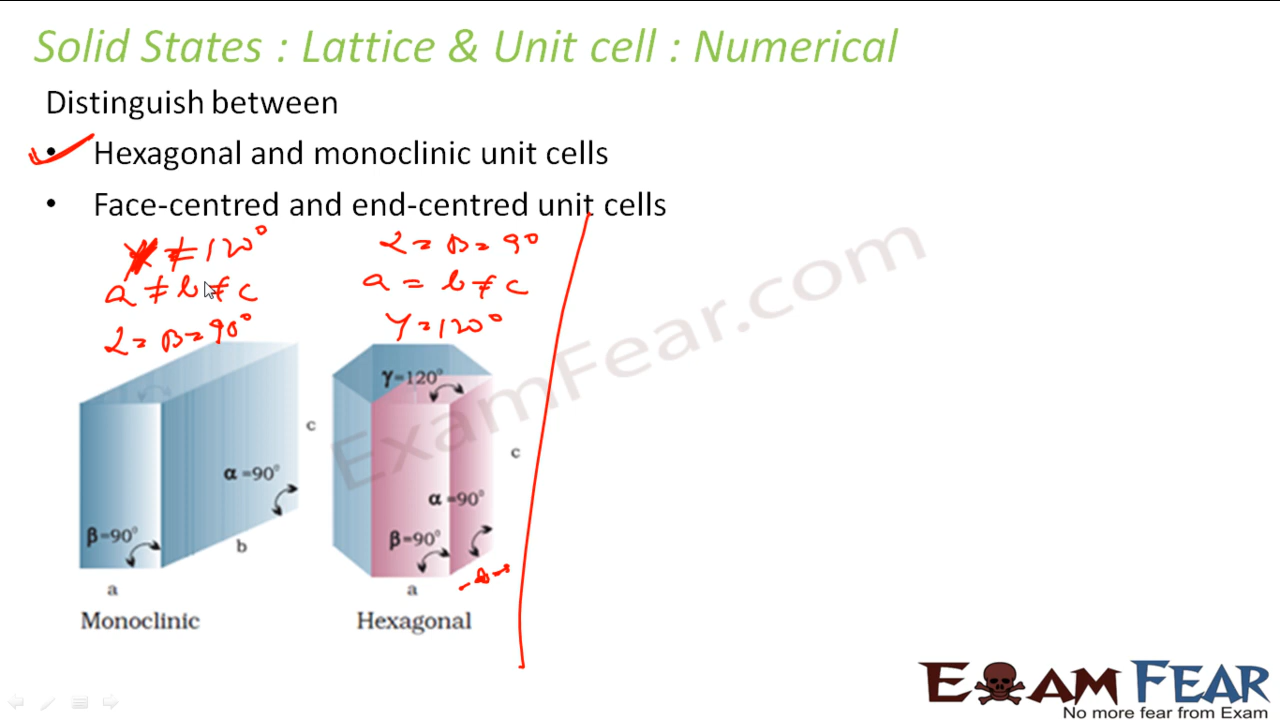 Solid States : Lattice & Unit cell : Numerical
Distinguish between
• Hexagonal and monoclinic unit cells
• Face-centred and end-centred unit cells
≠ 120°
a ≠ b ≠ c
α = β = 90°
α = β = 90
a = b ≠ c
γ = 120°
γ=120°
c
α =90°
β=90°
b
a
Monoclinic
c
α =90°
β=90°
a
Hexagonal
ExamFear.com
EXAM FEAR
No more fear from Exam